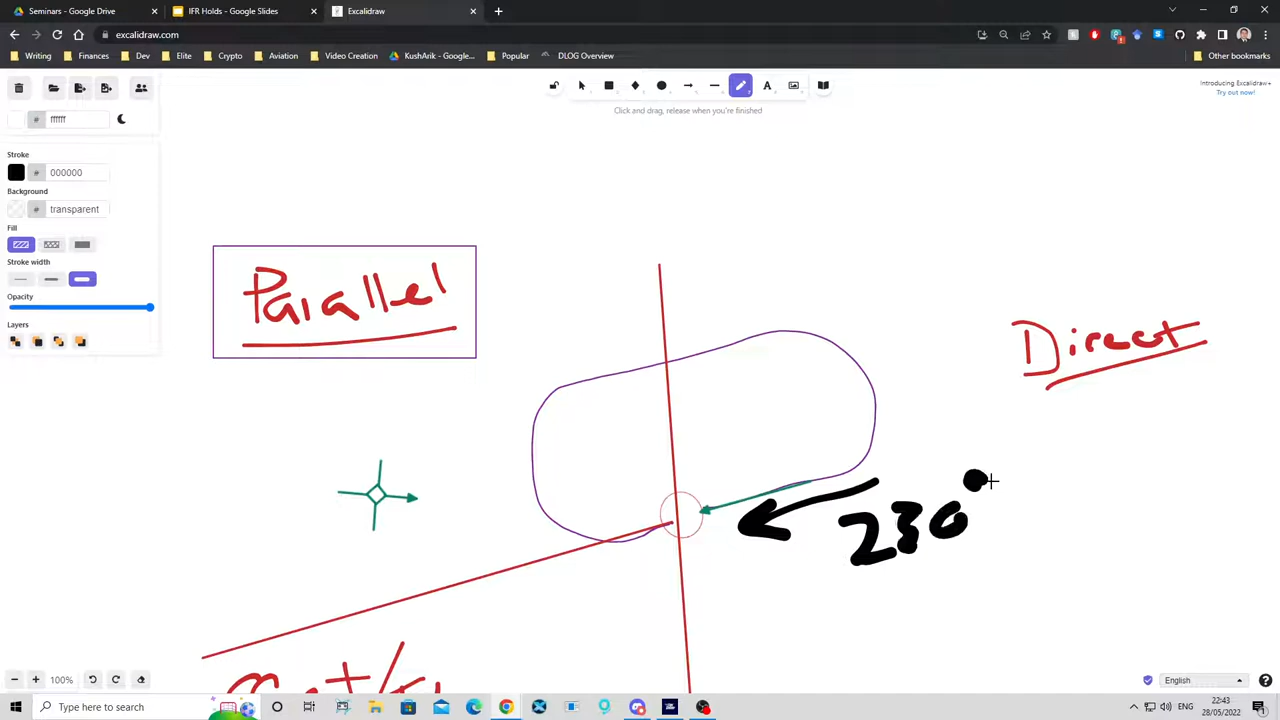 Seminars - Google Drive
IFR Holds - Google Slides
Excalidraw
excalidraw.com
Writing
Finances
Dev
Elite
Crypto
Aviation
Video Creation
KushArik - Google...
Popular
DLOG Overview
Other bookmarks
Click and drag, release when you're finished
Introducing Excalidraw+
Try out now!
# ffffff
Stroke
# 000000
Background
# transparent
Fill
Stroke width
Opacity
Layers
Parallel
Direct
230°
100%
English
Type here to search
22:43
28/05/2022